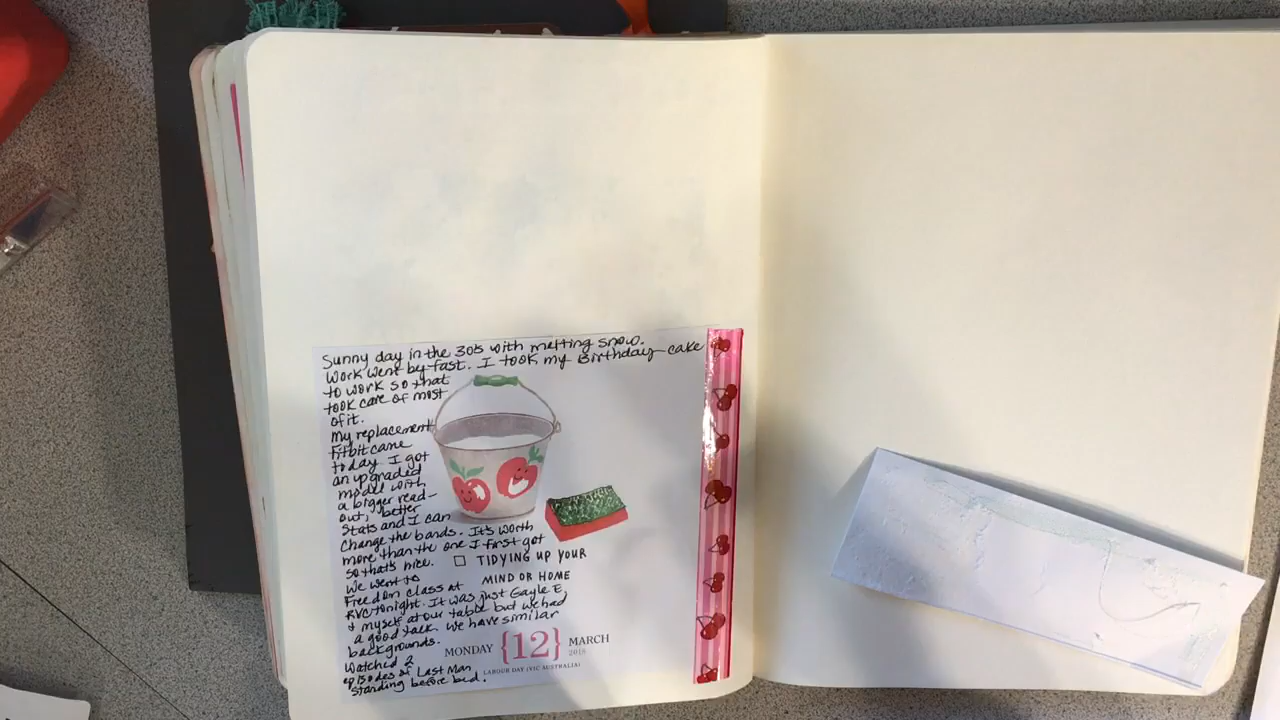 Sunny day in the 30's with melting snow.
Work went by fast. I took my Birthday cake
to work so that
took care of most
of it.
My replacement
Fitbit came
today. I got
an upgraded
model with
a bigger read-
out, better
Stats and I can
change the bands. It's worth
more than the one I first got
so that's nice.
TIDYING UP YOUR
MIND OR HOME
We went to
Freedom class at
RVC tonight. It was just Gayle E
& myself at our table but we had
a good talk. We have similar
backgrounds.
MONDAY {12} MARCH
2018
LABOUR DAY (VIC AUSTRALIA)
Watched 2
episodes of Last Man
Standing before bed.